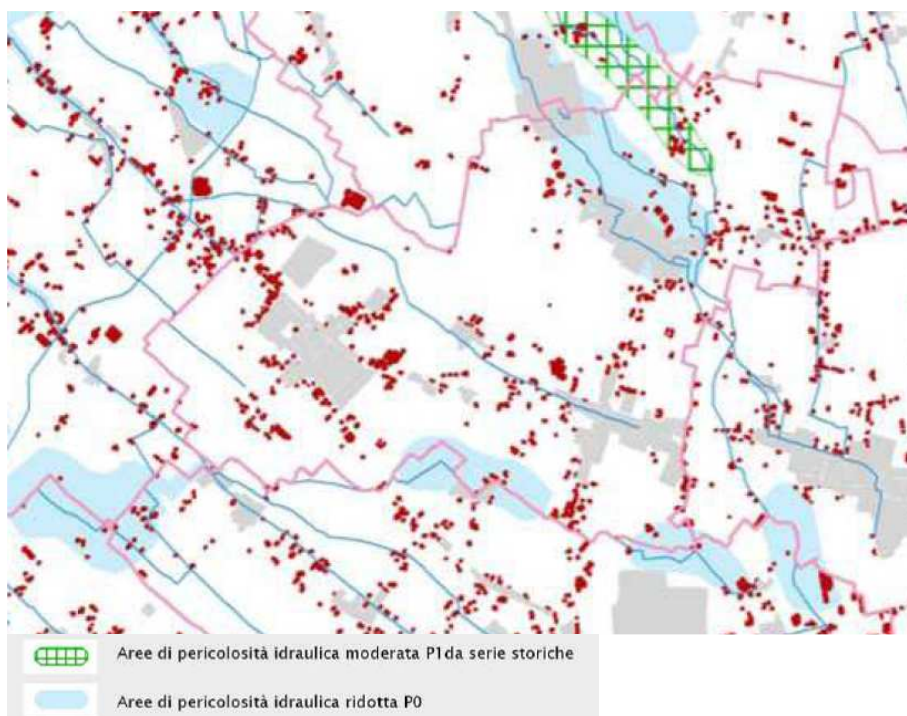 Aree di pericolosità idraulica moderata P1da serie storiche
Aree di pericolosità idraulica ridotta P0